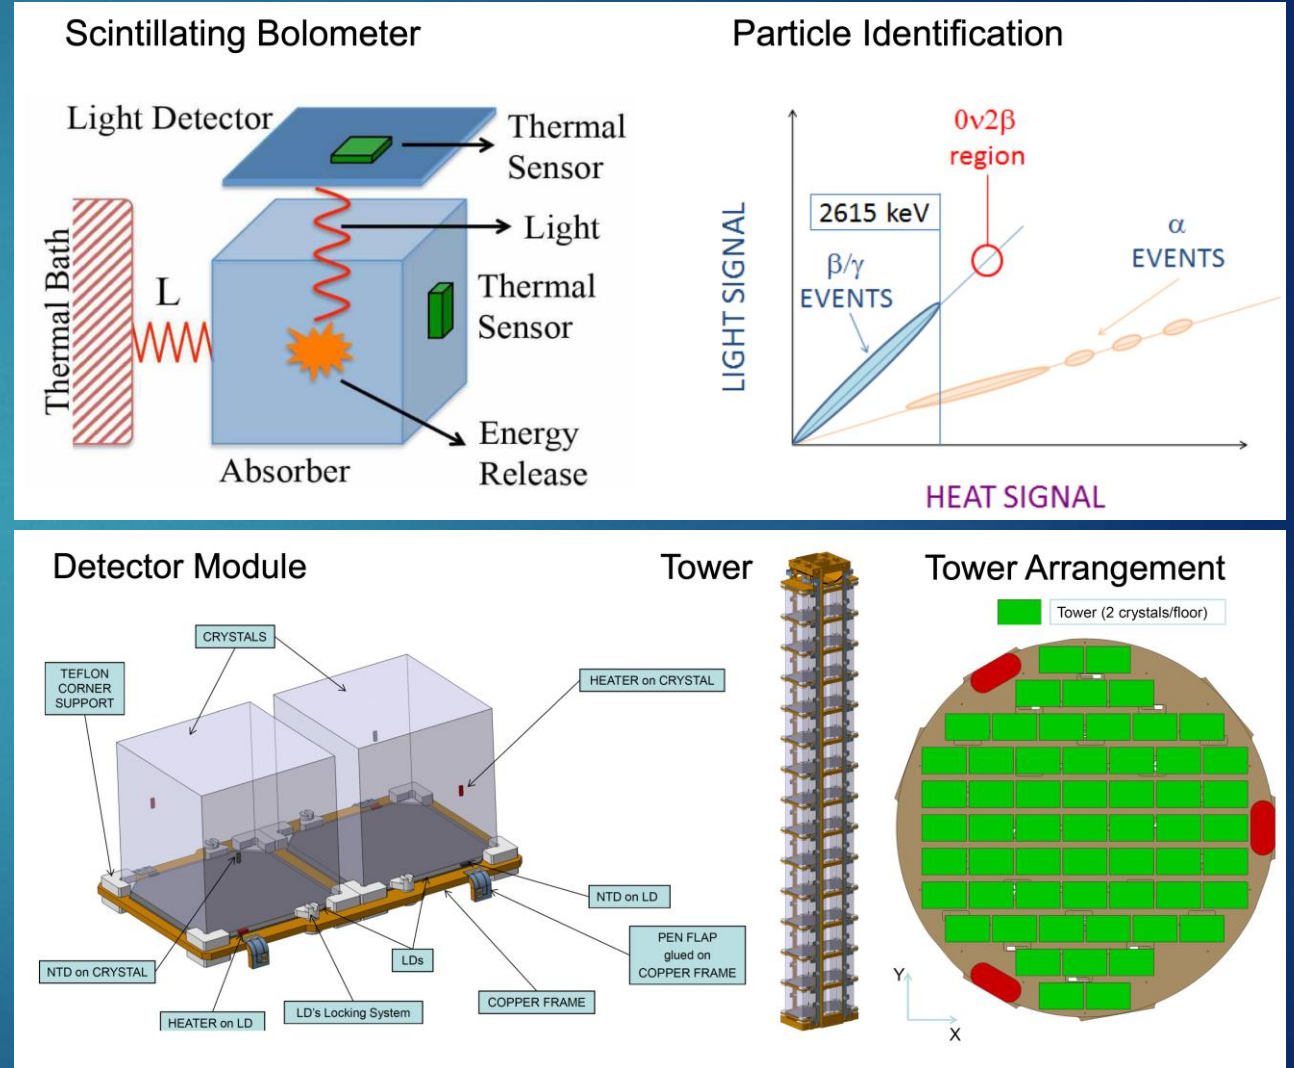 Scintillating Bolometer
Light Detector
Thermal
Sensor
Light
Thermal Bath
L
Thermal
Sensor
Energy
Release
Absorber
Particle Identification
0ν2β
region
2615 keV
α
EVENTS
β/γ
EVENTS
LIGHT SIGNAL
HEAT SIGNAL
Detector Module
CRYSTALS
TEFLON
CORNER
SUPPORT
HEATER on CRYSTAL
NTD on LD
PEN FLAP
glued on
COPPER FRAME
LDs
NTD on CRYSTAL
COPPER FRAME
LD's Locking System
HEATER on LD
Tower
Tower Arrangement
Tower (2 crystals/floor)
Y
X